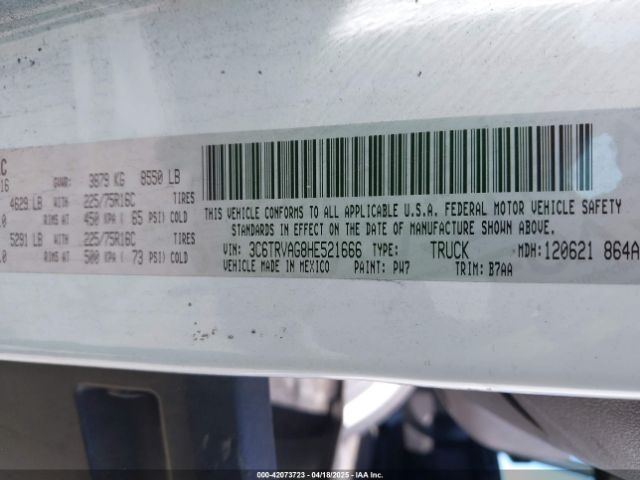 GVWR: 3879 KG 8550 LB
4629 LB 225/75R16C TIRES
RIMS AT 450 KPA ( 65 PSI) COLD
5291 LB 225/75R16C TIRES
RIMS AT 500 KPA ( 73 PSI) COLD
THIS VEHICLE CONFORMS TO ALL APPLICABLE U.S.A. FEDERAL MOTOR VEHICLE SAFETY
STANDARDS IN EFFECT ON THE DATE OF MANUFACTURE SHOWN ABOVE.
VIN: 3C6TRVAG8HE521666 TYPE: TRUCK MDH:120621 864A
VEHICLE MADE IN MEXICO PAINT: PW7 TRIM: B7AA
00-42073723 - 04/18/2025 - IAA Inc.